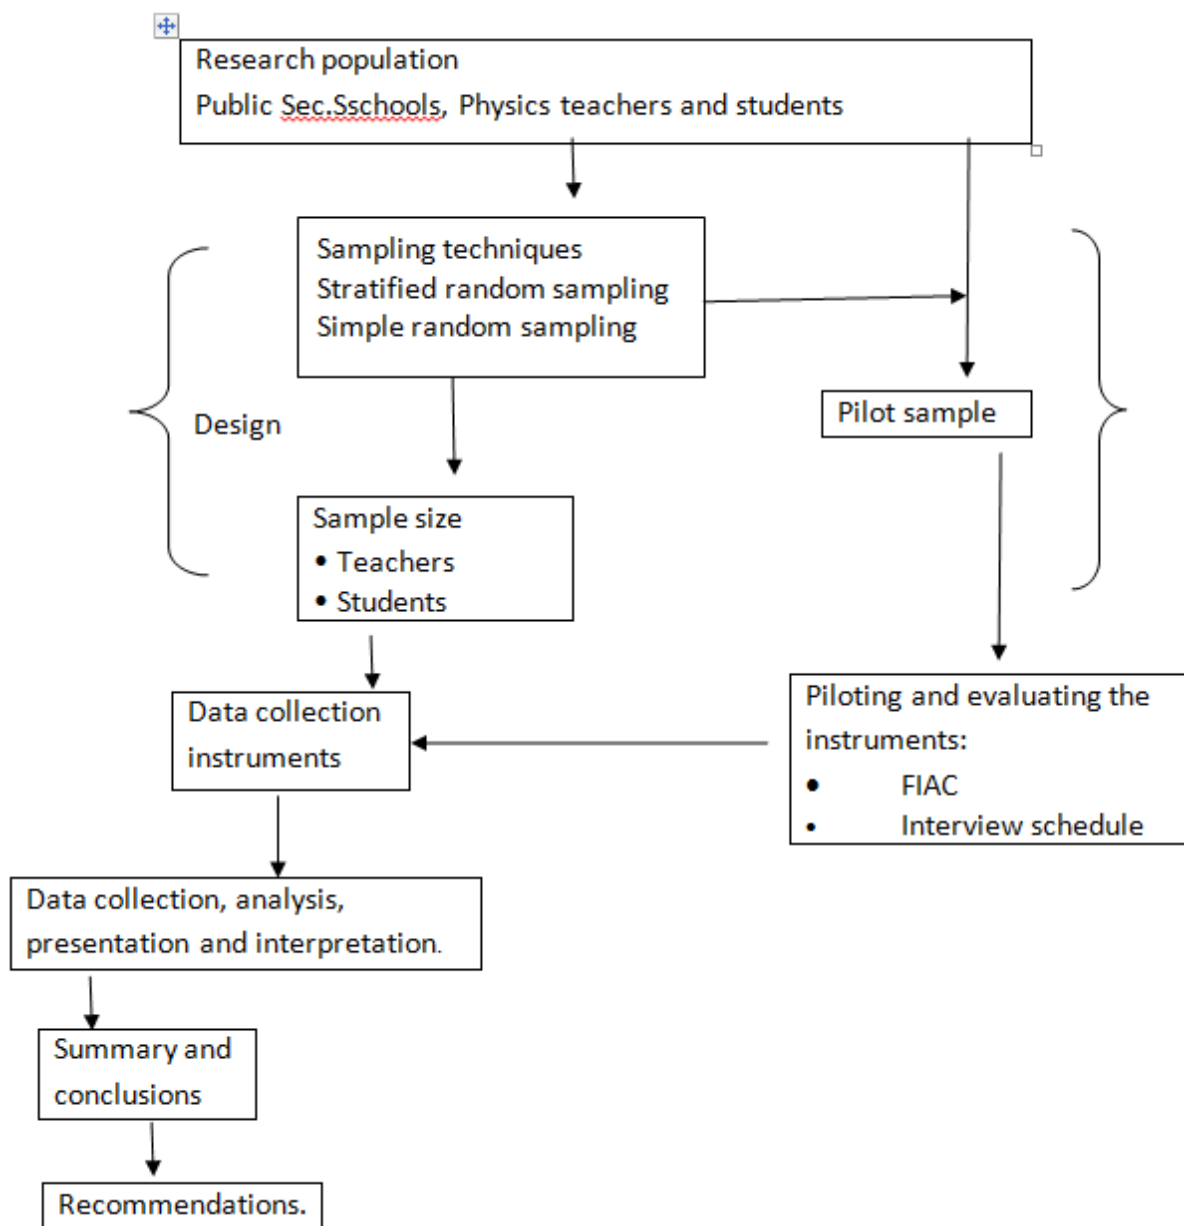 Research population
Public Sec.Sschools, Physics teachers and students
Sampling techniques
Stratified random sampling
Simple random sampling
Pilot sample
Design
Sample size
• Teachers
• Students
Data collection
instruments
Piloting and evaluating the
instruments:
• FIAC
• Interview schedule
Data collection, analysis,
presentation and interpretation.
Summary and
conclusions
Recommendations.